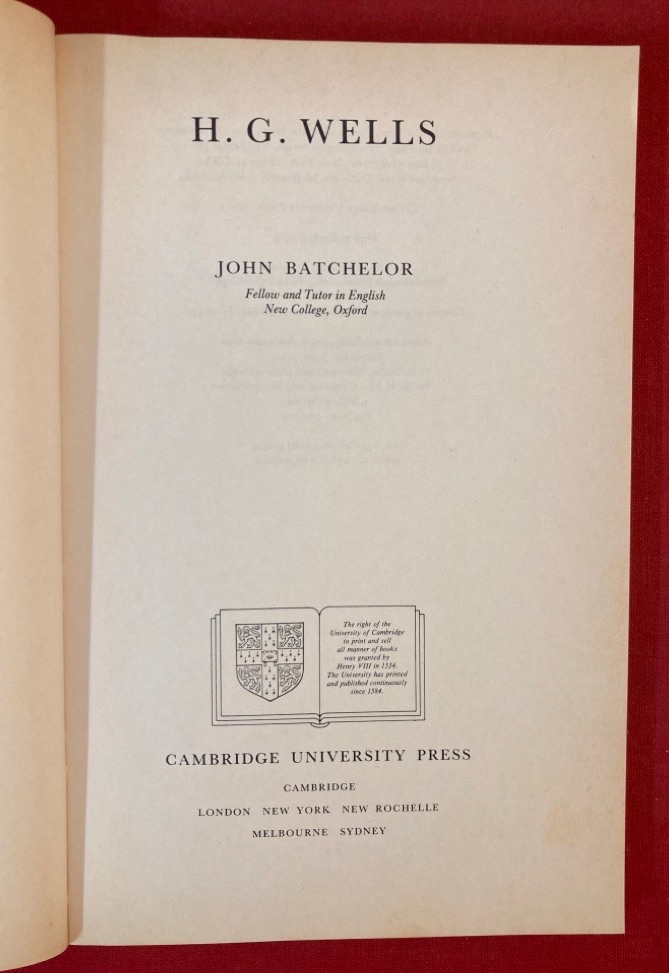 H. G. WELLS
JOHN BATCHELOR
Fellow and Tutor in English
New College, Oxford
The right of the
University of Cambridge
to print and sell
all manner of books
was granted by
Henry VIII in 1534.
The University has printed
and published continuously
since 1584.
CAMBRIDGE UNIVERSITY PRESS
CAMBRIDGE
LONDON NEW YORK NEW ROCHELLE
MELBOURNE SYDNEY